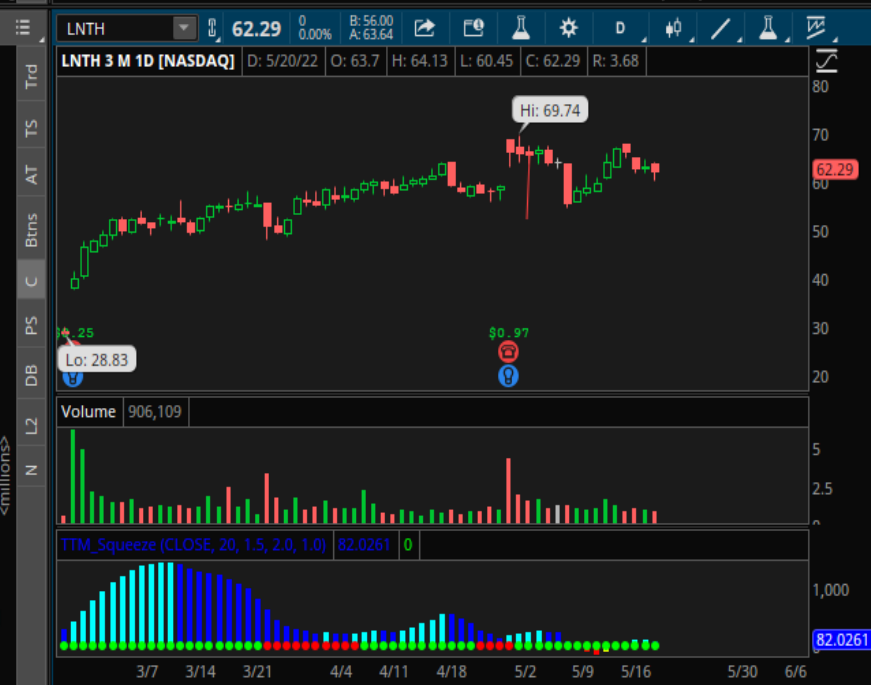 LNTH 62.29 0 0.00% B: 56.00 A: 63.64 D
LNTH 3 M 1D [NASDAQ] D: 5/20/22 O: 63.7 H: 64.13 L: 60.45 C: 62.29 R: 3.68
Trd
TS
AT
Btns
C
PS
DB
L2
N
<millions>
Hi: 69.74
80
70
62.29
60
50
40
30
20
$0.97
Lo: 28.83
Volume 906,109
5
2.5
TTM_Squeeze (CLOSE, 20, 1.5, 2.0, 1.0) 82.0261 0
1,000
82.0261
3/7 3/14 3/21 4/4 4/11 4/18 5/2 5/9 5/16 5/30 6/6